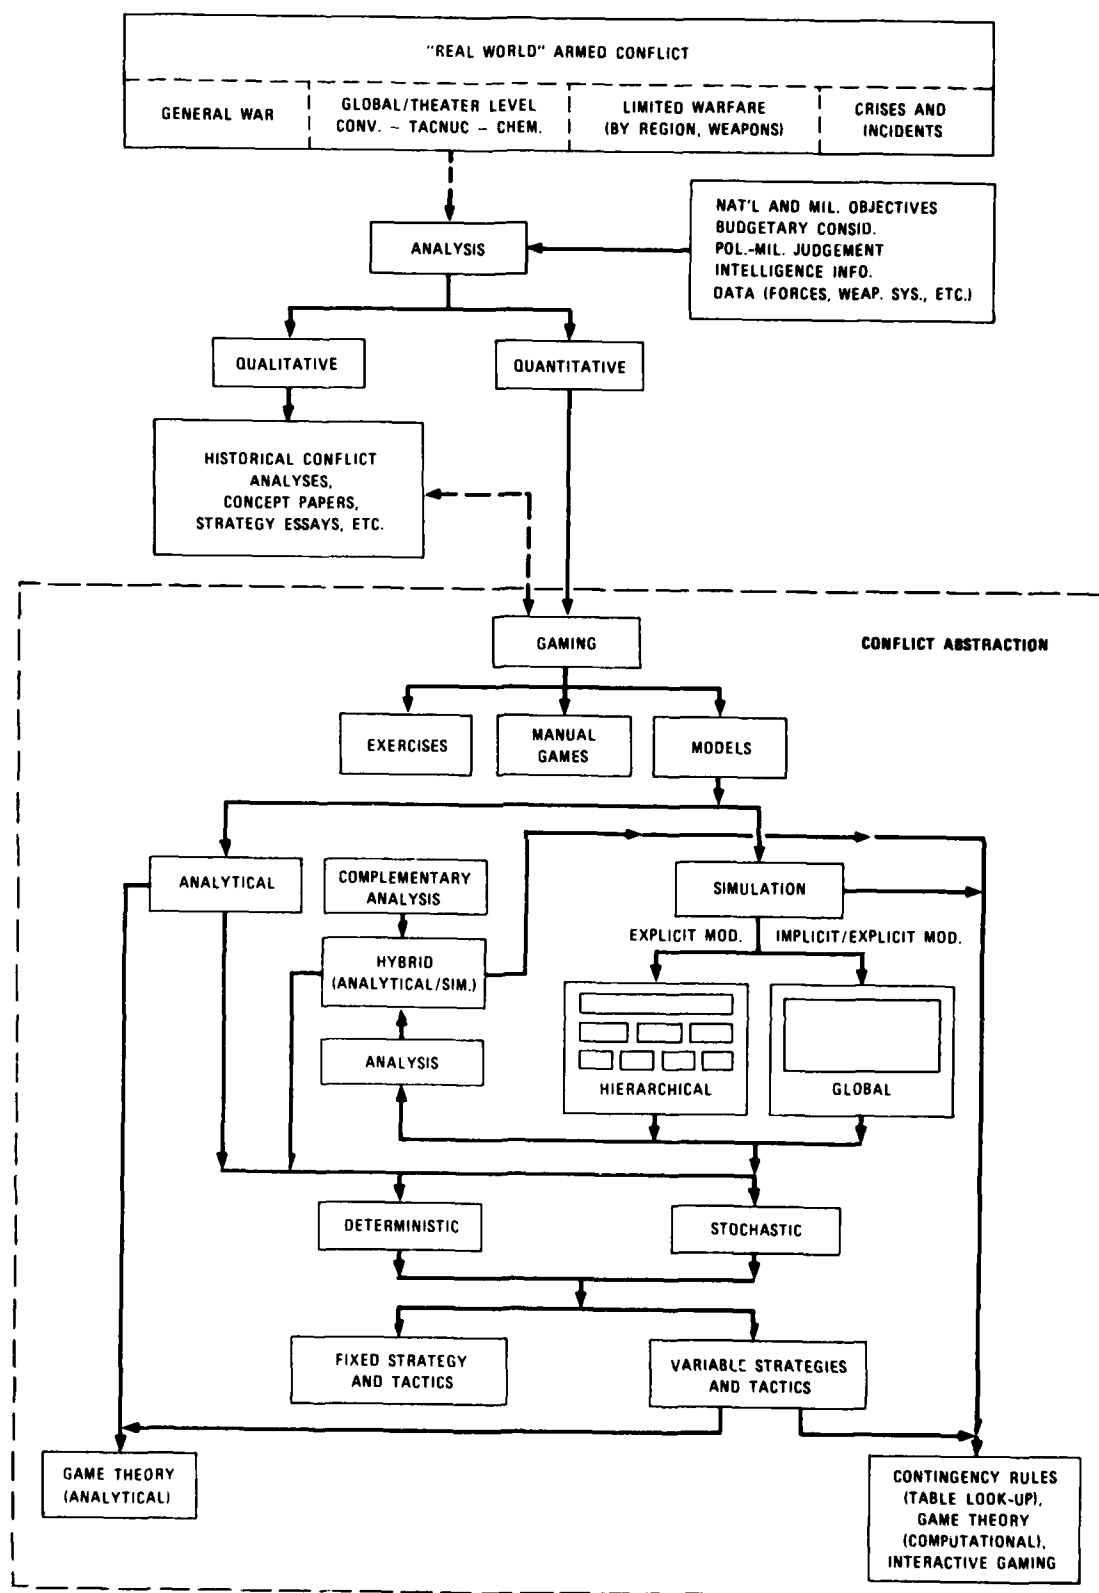 "REAL WORLD" ARMED CONFLICT
GENERAL WAR
GLOBAL/THEATER LEVEL
CONV. - TACNUC - CHEM.
LIMITED WARFARE
(BY REGION, WEAPONS)
CRISES AND
INCIDENTS
NAT'L AND MIL. OBJECTIVES
BUDGETARY CONSID.
POL.-MIL. JUDGEMENT
INTELLIGENCE INFO.
DATA (FORCES, WEAP. SYS., ETC.)
ANALYSIS
QUALITATIVE
QUANTITATIVE
HISTORICAL CONFLICT
ANALYSES,
CONCEPT PAPERS,
STRATEGY ESSAYS, ETC.
GAMING
CONFLICT ABSTRACTION
EXERCISES
MANUAL
GAMES
MODELS
ANALYTICAL
COMPLEMENTARY
ANALYSIS
SIMULATION
EXPLICIT MOD.
IMPLICIT/EXPLICIT MOD.
HYBRID
(ANALYTICAL/SIM.)
ANALYSIS
HIERARCHICAL
GLOBAL
DETERMINISTIC
STOCHASTIC
FIXED STRATEGY
AND TACTICS
VARIABLE STRATEGIES
AND TACTICS
GAME THEORY
(ANALYTICAL)
CONTINGENCY RULES
(TABLE LOOK-UP),
GAME THEORY
(COMPUTATIONAL),
INTERACTIVE GAMING